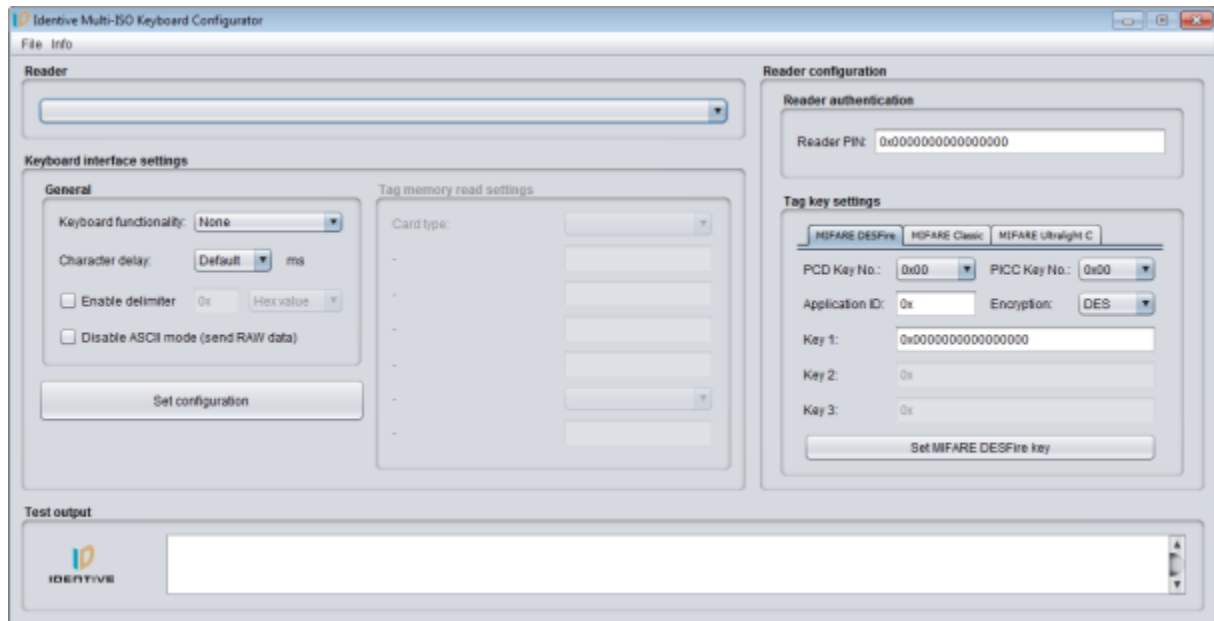 Identive Multi-ISO Keyboard Configurator
File Info
Reader
Keyboard interface settings
General
Keyboard functionality: None
Character delay: Default ms
Enable delimiter 0x Hex value
Disable ASCII mode (send RAW data)
Set configuration
Tag memory read settings
Card type:
-
-
-
-
-
-
Reader configuration
Reader authentication
Reader PIN: 0x0000000000000000
Tag key settings
MIFARE DESFire MIFARE Classic MIFARE Ultralight C
PCD Key No.: 0x00 PICC Key No.: 0x00
Application ID: 0x Encryption: DES
Key 1: 0x0000000000000000
Key 2: 0x
Key 3: 0x
Set MIFARE DESFire key
Test output
IDENTIVE